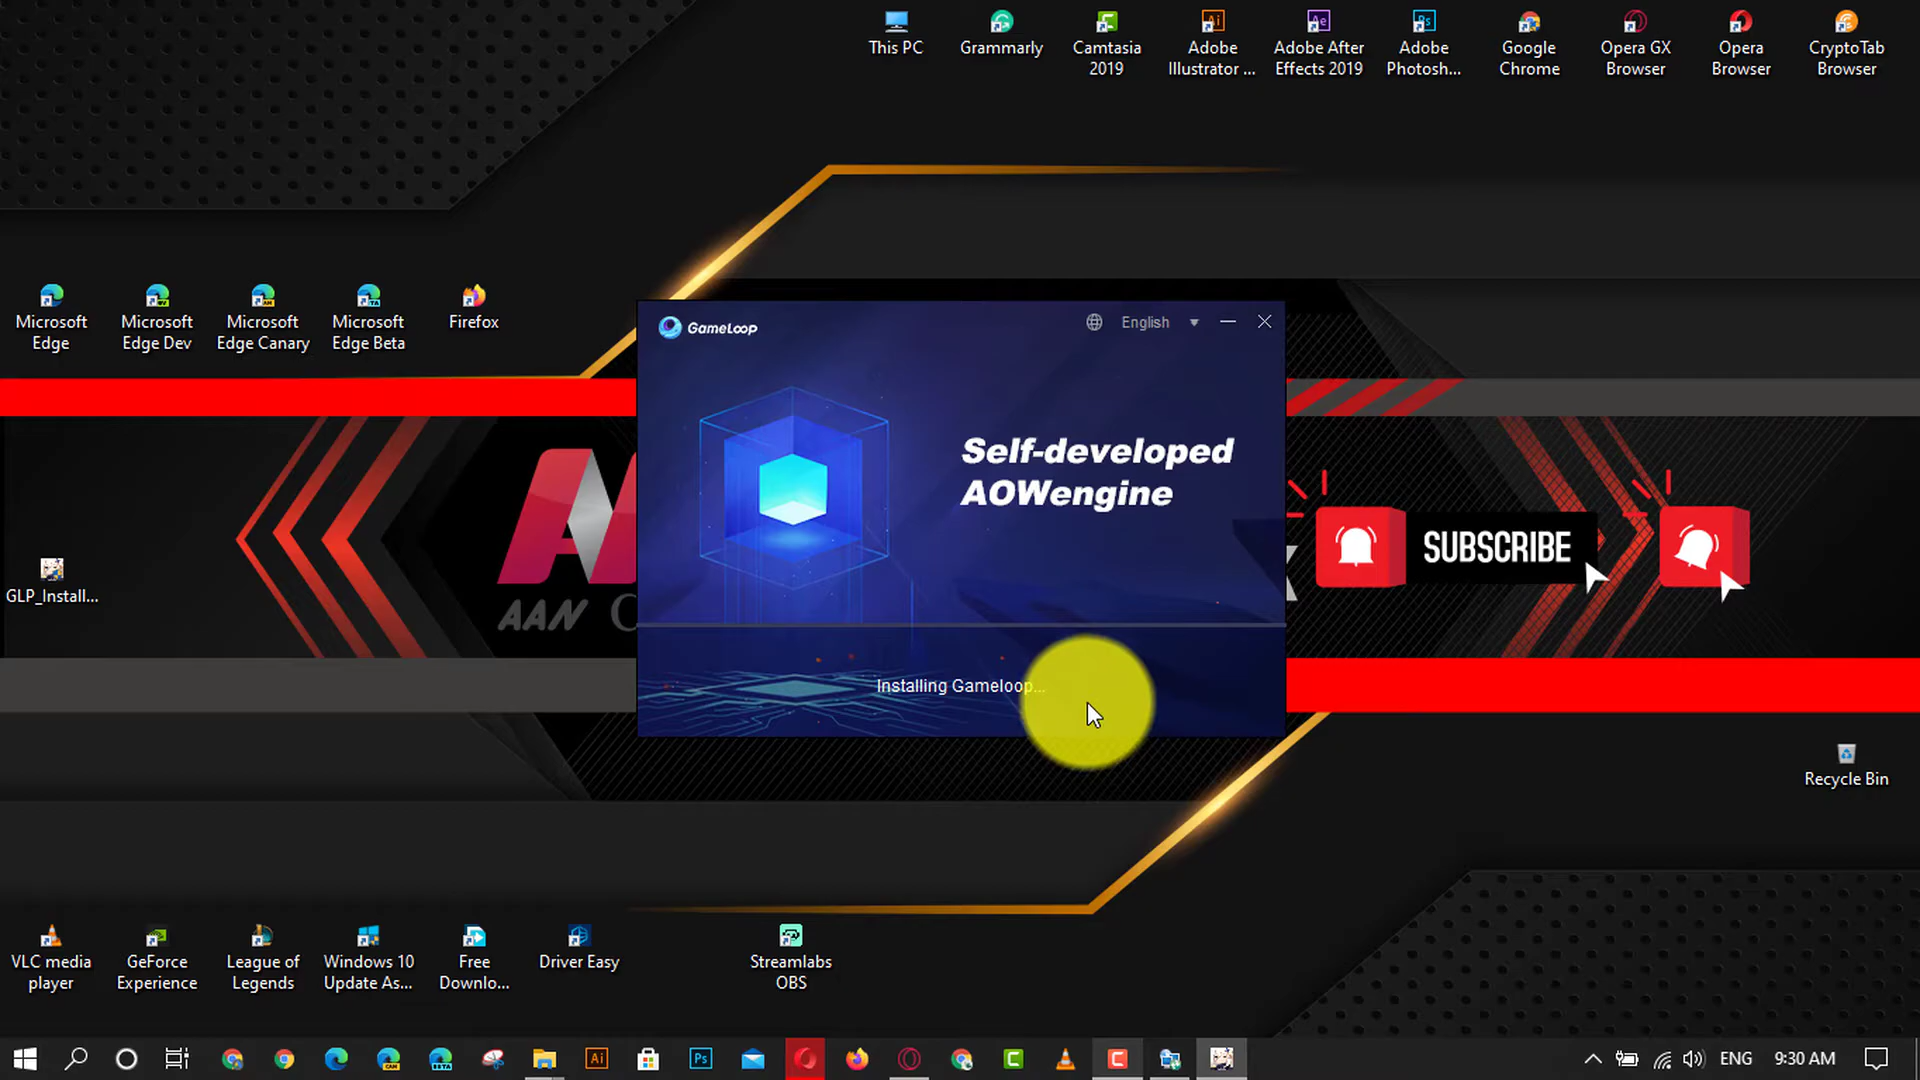 This PC
Grammarly
Camtasia
2019
Adobe
Illustrator ...
Adobe After
Effects 2019
Adobe
Photosh...
Google
Chrome
Opera GX
Browser
Opera
Browser
CryptoTab
Browser
Microsoft
Edge
Microsoft
Edge Dev
Microsoft
Edge Canary
Microsoft
Edge Beta
Firefox
GameLoop
English
Self-developed
AOWengine
Installing Gameloop...
GLP_Install...
AAN
SUBSCRIBE
Recycle Bin
VLC media
player
GeForce
Experience
League of
Legends
Windows 10
Update As...
Free
Downlo...
Driver Easy
Streamlabs
OBS
ENG
9:30 AM